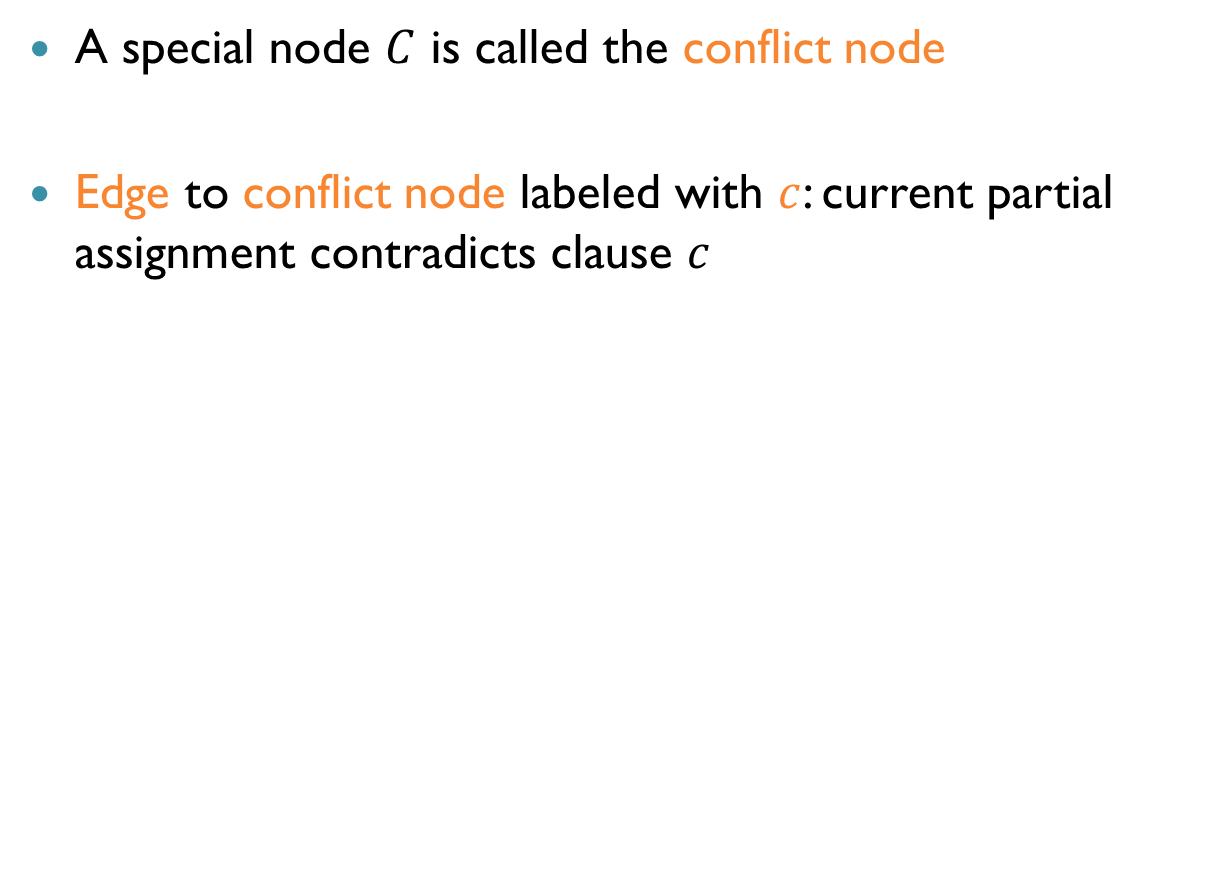 • A special node C is called the conflict node
• Edge to conflict node labeled with c: current partial
assignment contradicts clause c